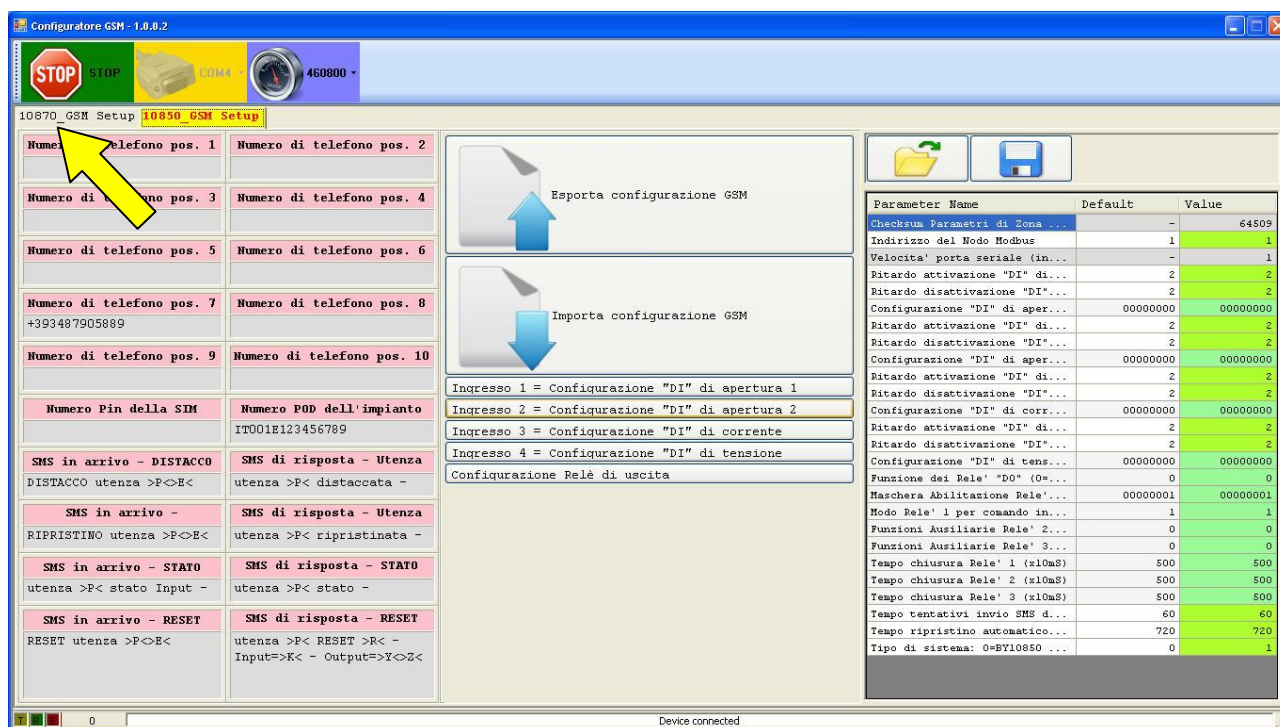 Configuratore GSM - 1.0.0.2
STOP STOP COM4 460800
10870_GSM Setup 10850_GSM Setup
Numero di telefono pos. 2
Numero di telefono pos. 3 Numero di telefono pos. 4
Numero di telefono pos. 5 Numero di telefono pos. 6
Numero di telefono pos. 7 Numero di telefono pos. 8
+393487905889
Numero di telefono pos. 9 Numero di telefono pos. 10
Numero Pin della SIM Numero POD dell'impianto
IT001E123456789
SMS in arrivo - DISTACCO SMS di risposta - Utenza
DISTACCO utenza >P<>E< utenza >P< distaccata -
SMS in arrivo - SMS di risposta - Utenza
RIPRISTINO utenza >P<>E< utenza >P< ripristinata -
SMS in arrivo - STATO SMS di risposta - STATO
utenza >P< stato Input - utenza >P< stato -
SMS in arrivo - RESET SMS di risposta - RESET
RESET utenza >P<>E< utenza >P< RESET >R< -
Input=>K< - Output=>Y<>Z<
Esporta configurazione GSM
Importa configurazione GSM
Ingresso 1 = Configurazione "DI" di apertura 1
Ingresso 2 = Configurazione "DI" di apertura 2
Ingresso 3 = Configurazione "DI" di corrente
Ingresso 4 = Configurazione "DI" di tensione
Configurazione Relè di uscita
Parameter Name Default Value
Checksum Parametri di Zona ... - 64509
Indirizzo del Nodo Modbus 1 1
Velocita' porta seriale (in... - 1
Ritardo attivazione "DI" di... 2 2
Ritardo disattivazione "DI"... 2 2
Configurazione "DI" di aper... 00000000 00000000
Ritardo attivazione "DI" di... 2 2
Ritardo disattivazione "DI"... 2 2
Configurazione "DI" di aper... 00000000 00000000
Ritardo attivazione "DI" di... 2 2
Ritardo disattivazione "DI"... 2 2
Configurazione "DI" di corr... 00000000 00000000
Ritardo attivazione "DI" di... 2 2
Ritardo disattivazione "DI"... 2 2
Configurazione "DI" di tens... 00000000 00000000
Funzione dei Rele' "DO" (0=... 0 0
Maschera Abilitazione Rele'... 00000001 00000001
Modo Rele' 1 per comando in... 1 1
Funzioni Ausiliarie Rele' 2... 0 0
Funzioni Ausiliarie Rele' 3... 0 0
Tempo chiusura Rele' 1 (x10mS) 500 500
Tempo chiusura Rele' 2 (x10mS) 500 500
Tempo chiusura Rele' 3 (x10mS) 500 500
Tempo tentativi invio SMS d... 60 60
Tempo ripristino automatico... 720 720
Tipo di sistema: 0=BY10850 ... 0 1
T R E 0 Device connected